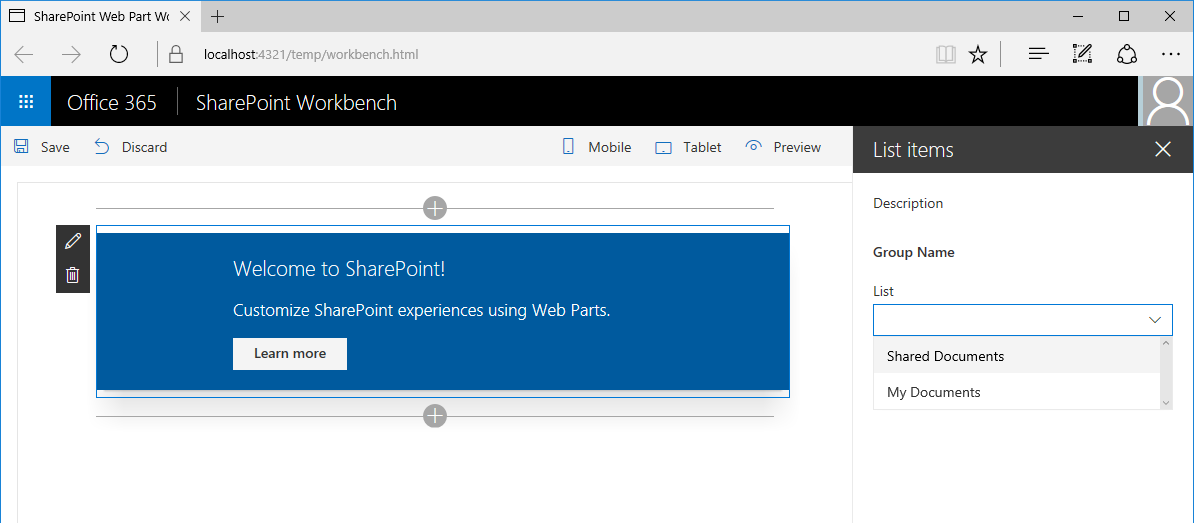 SharePoint Web Part Wo
localhost:4321/temp/workbench.html
Office 365 SharePoint Workbench
Save Discard Mobile Tablet Preview
List items
Description
Group Name
List
Shared Documents
My Documents
Welcome to SharePoint!
Customize SharePoint experiences using Web Parts.
Learn more